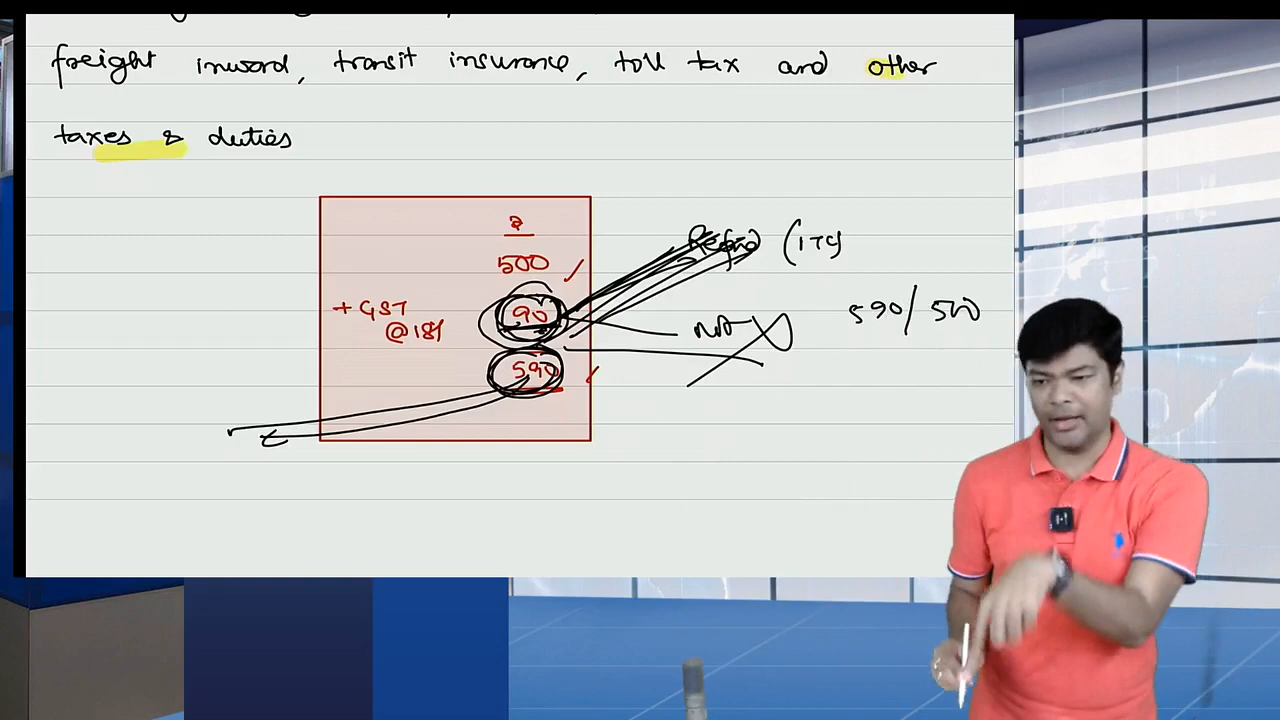 freight inward, transit insurance, toll tax and other
taxes & duties
₹
500
+ GST
@ 18%
90
590
Refund (ITC)
not
590/500